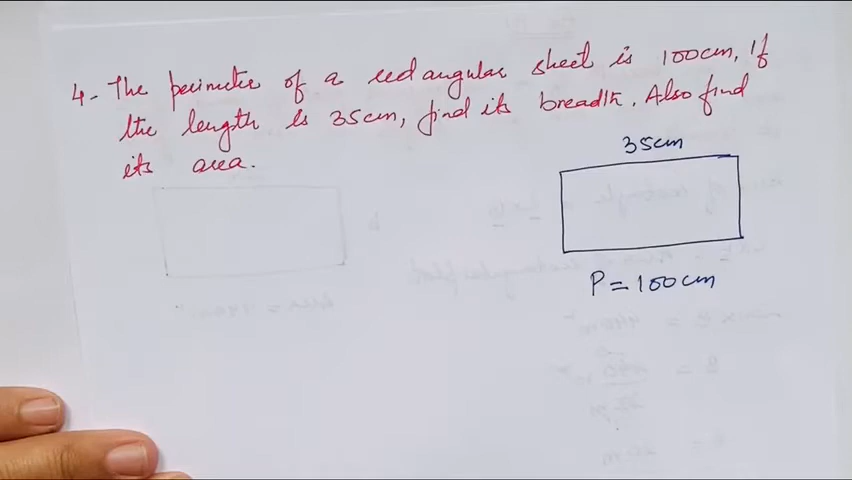 4. The perimeter of a rectangular sheet is 100cm, If
the length is 35cm, find its breadth. Also find
its area.
35cm
P = 100cm